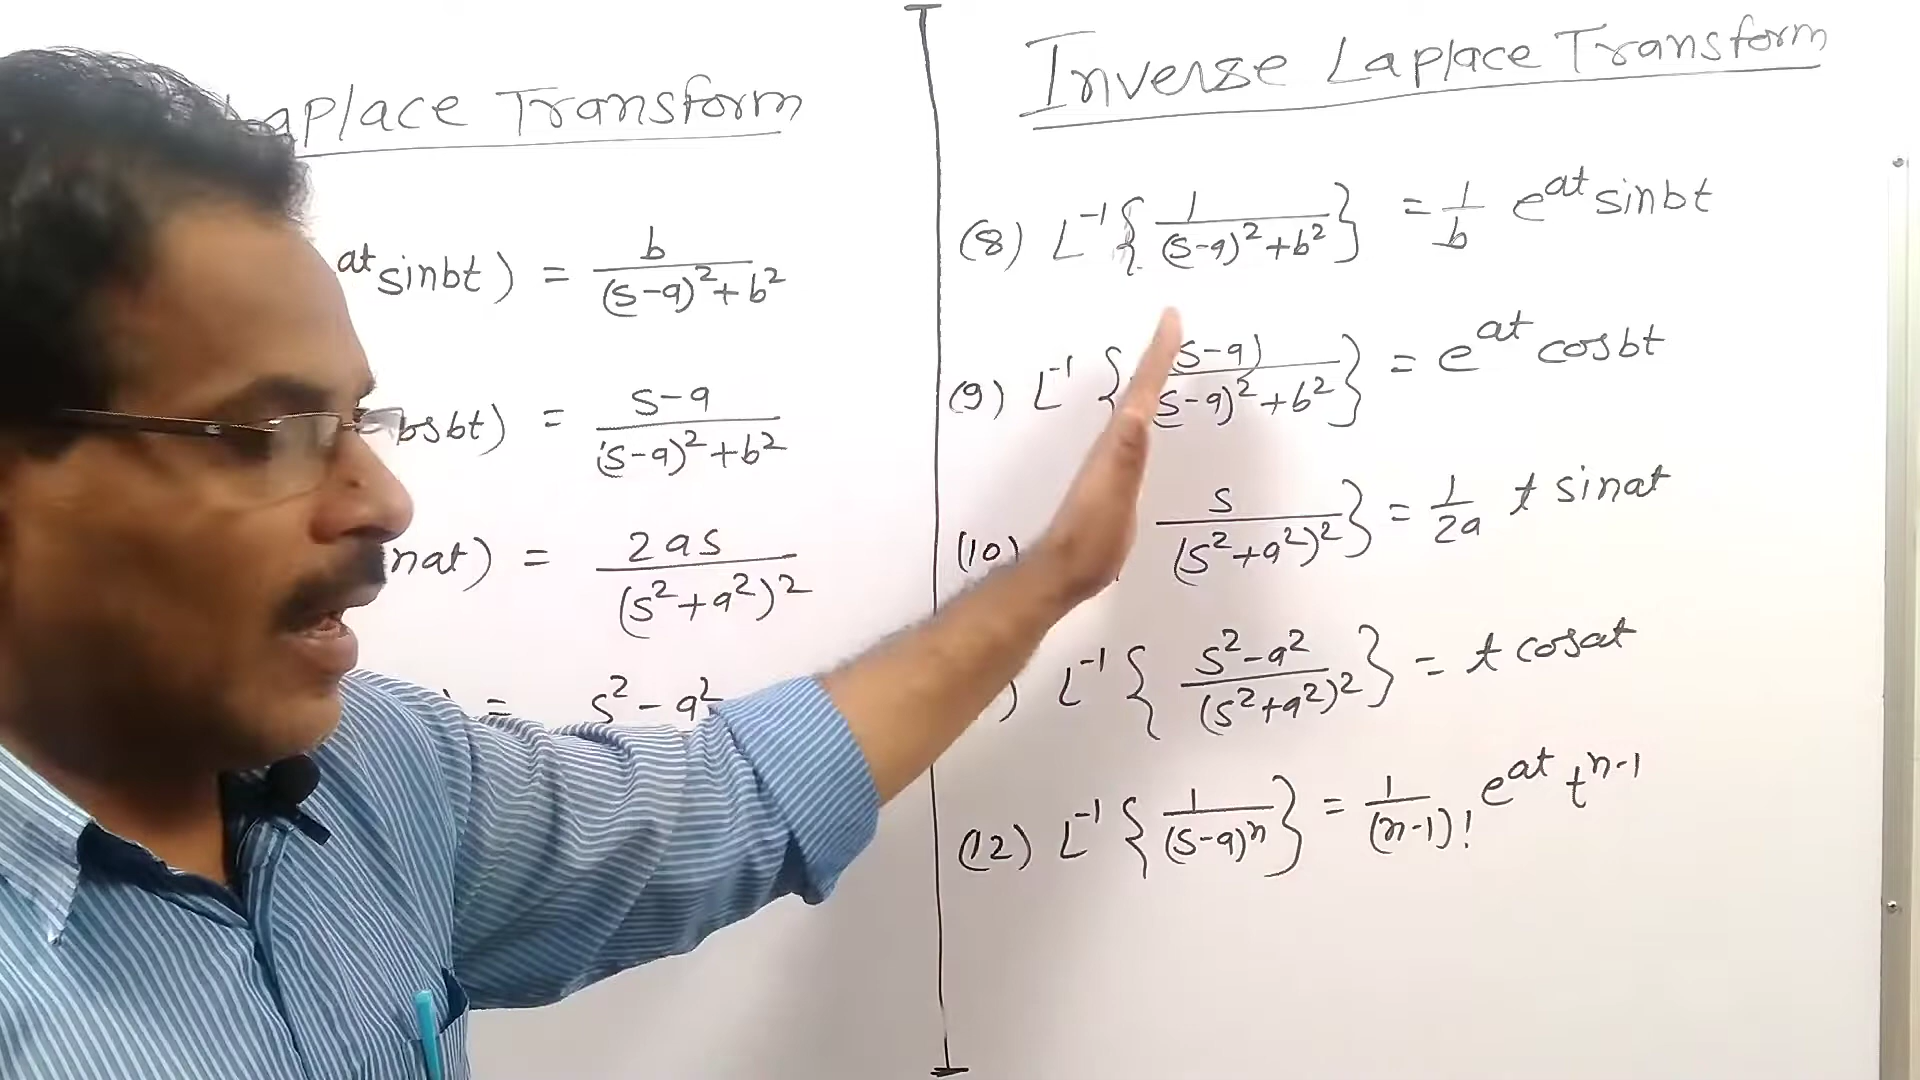 Laplace Transform
at sinbt) = b/((s-a)²+b²)
osbt) = s-a/((s-a)²+b²)
nat) = 2as/(s²+a²)²
) = s²-a²
Inverse Laplace Transform
(8) L⁻¹{1/((s-a)²+b²)} = 1/b e^at sinbt
(9) L⁻¹{(s-a)/((s-a)²+b²)} = e^at cosbt
(10) s/(s²+a²)²} = 1/2a t sinat
) L⁻¹{s²-a²/(s²+a²)²} = t cosat
(12) L⁻¹{1/(s-a)ⁿ} = 1/(n-1)! e^at t^n-1